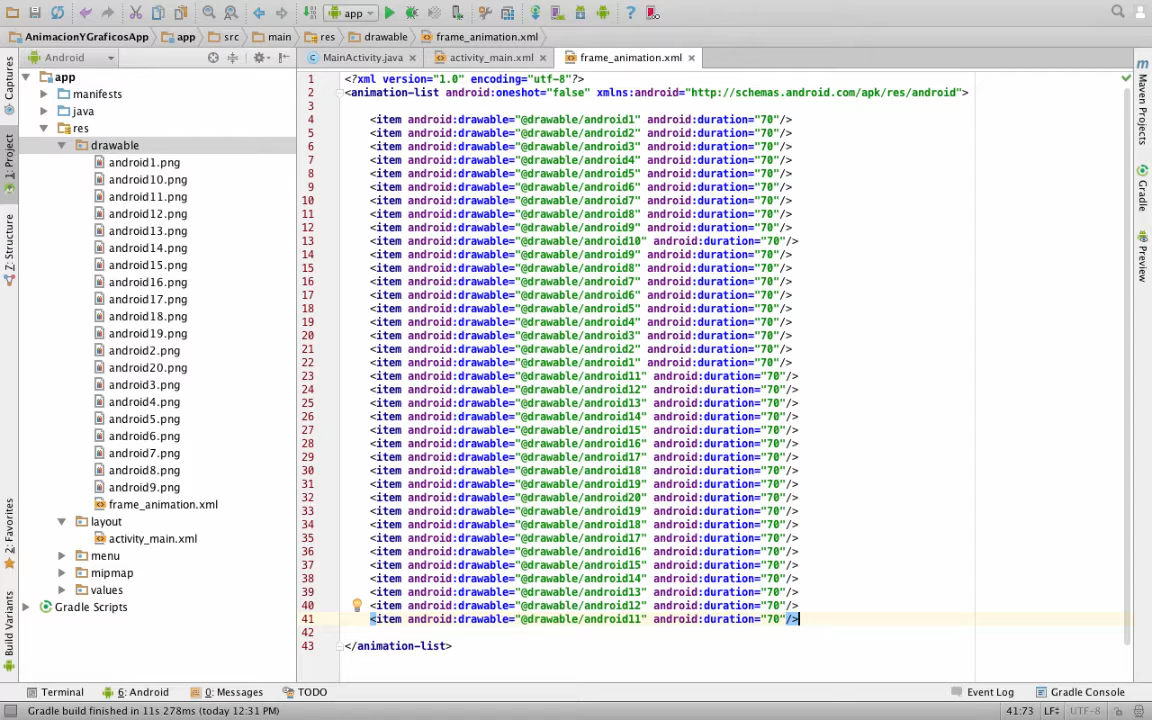 app
AnimacionYGraficosApp
app
src
main
res
drawable
frame_animation.xml
Android
MainActivity.java
activity_main.xml
frame_animation.xml
Captures
1: Project
Z: Structure
2: Favorites
Build Variants
app
manifests
java
res
drawable
android1.png
android10.png
android11.png
android12.png
android13.png
android14.png
android15.png
android16.png
android17.png
android18.png
android19.png
android2.png
android20.png
android3.png
android4.png
android5.png
android6.png
android7.png
android8.png
android9.png
frame_animation.xml
layout
activity_main.xml
menu
mipmap
values
Gradle Scripts
1 <?xml version="1.0" encoding="utf-8"?>
2 <animation-list android:oneshot="false" xmlns:android="http://schemas.android.com/apk/res/android">
3
4 <item android:drawable="@drawable/android1" android:duration="70"/>
5 <item android:drawable="@drawable/android2" android:duration="70"/>
6 <item android:drawable="@drawable/android3" android:duration="70"/>
7 <item android:drawable="@drawable/android4" android:duration="70"/>
8 <item android:drawable="@drawable/android5" android:duration="70"/>
9 <item android:drawable="@drawable/android6" android:duration="70"/>
10 <item android:drawable="@drawable/android7" android:duration="70"/>
11 <item android:drawable="@drawable/android8" android:duration="70"/>
12 <item android:drawable="@drawable/android9" android:duration="70"/>
13 <item android:drawable="@drawable/android10" android:duration="70"/>
14 <item android:drawable="@drawable/android9" android:duration="70"/>
15 <item android:drawable="@drawable/android8" android:duration="70"/>
16 <item android:drawable="@drawable/android7" android:duration="70"/>
17 <item android:drawable="@drawable/android6" android:duration="70"/>
18 <item android:drawable="@drawable/android5" android:duration="70"/>
19 <item android:drawable="@drawable/android4" android:duration="70"/>
20 <item android:drawable="@drawable/android3" android:duration="70"/>
21 <item android:drawable="@drawable/android2" android:duration="70"/>
22 <item android:drawable="@drawable/android1" android:duration="70"/>
23 <item android:drawable="@drawable/android11" android:duration="70"/>
24 <item android:drawable="@drawable/android12" android:duration="70"/>
25 <item android:drawable="@drawable/android13" android:duration="70"/>
26 <item android:drawable="@drawable/android14" android:duration="70"/>
27 <item android:drawable="@drawable/android15" android:duration="70"/>
28 <item android:drawable="@drawable/android16" android:duration="70"/>
29 <item android:drawable="@drawable/android17" android:duration="70"/>
30 <item android:drawable="@drawable/android18" android:duration="70"/>
31 <item android:drawable="@drawable/android19" android:duration="70"/>
32 <item android:drawable="@drawable/android20" android:duration="70"/>
33 <item android:drawable="@drawable/android19" android:duration="70"/>
34 <item android:drawable="@drawable/android18" android:duration="70"/>
35 <item android:drawable="@drawable/android17" android:duration="70"/>
36 <item android:drawable="@drawable/android16" android:duration="70"/>
37 <item android:drawable="@drawable/android15" android:duration="70"/>
38 <item android:drawable="@drawable/android14" android:duration="70"/>
39 <item android:drawable="@drawable/android13" android:duration="70"/>
40 <item android:drawable="@drawable/android12" android:duration="70"/>
41 <item android:drawable="@drawable/android11" android:duration="70"/>
42
43 </animation-list>
Maven Projects
Gradle
Preview
Terminal
6: Android
0: Messages
TODO
Event Log
Gradle Console
Gradle build finished in 11s 278ms (today 12:31 PM)
41:73
LF
UTF-8